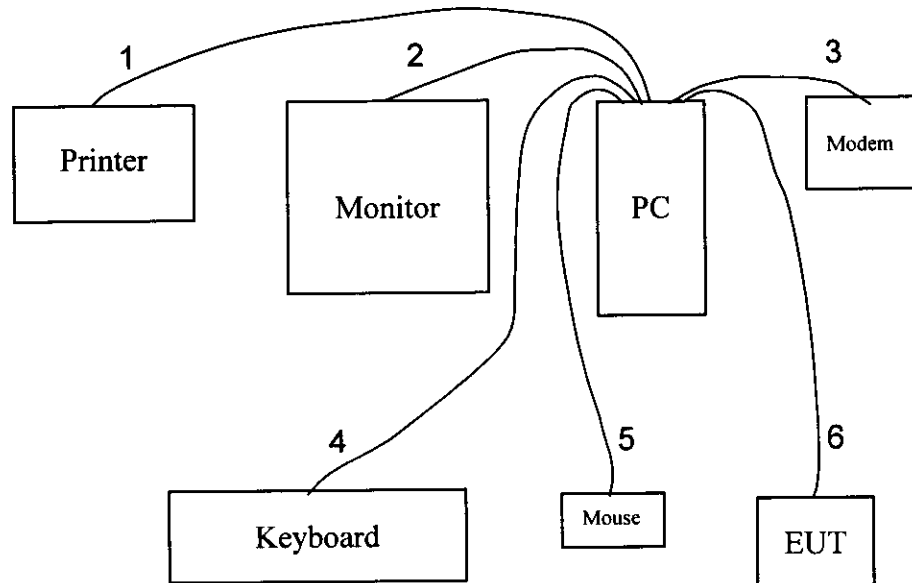 1
2
3
Printer
Monitor
PC
Modem
4
5
6
Keyboard
Mouse
EUT